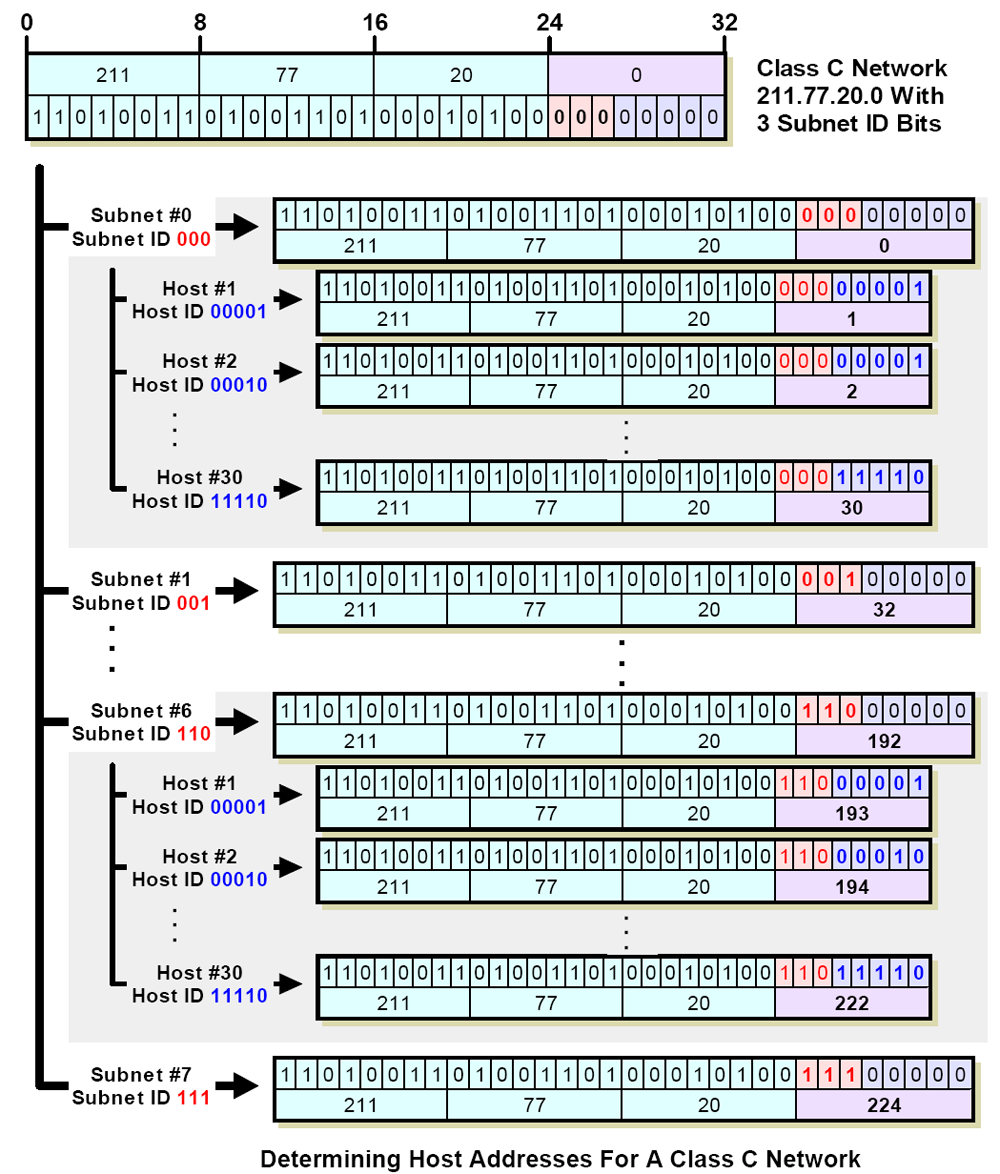 0 8 16 24 32
211 77 20 0
1 1 0 1 0 0 1 1 0 1 0 0 1 1 0 1 0 0 0 1 0 1 0 0 0 0 0 0 0 0 0 0
Class C Network
211.77.20.0 With
3 Subnet ID Bits
Subnet #0
Subnet ID 000
1 1 0 1 0 0 1 1 0 1 0 0 1 1 0 1 0 0 0 1 0 1 0 0 0 0 0 0 0 0 0 0
211 77 20 0
Host #1
Host ID 00001
1 1 0 1 0 0 1 1 0 1 0 0 1 1 0 1 0 0 0 1 0 1 0 0 0 0 0 0 0 0 0 1
211 77 20 1
Host #2
Host ID 00010
1 1 0 1 0 0 1 1 0 1 0 0 1 1 0 1 0 0 0 1 0 1 0 0 0 0 0 0 0 0 0 1
211 77 20 2
Host #30
Host ID 11110
1 1 0 1 0 0 1 1 0 1 0 0 1 1 0 1 0 0 0 1 0 1 0 0 0 0 0 1 1 1 1 0
211 77 20 30
Subnet #1
Subnet ID 001
1 1 0 1 0 0 1 1 0 1 0 0 1 1 0 1 0 0 0 1 0 1 0 0 0 0 1 0 0 0 0 0
211 77 20 32
Subnet #6
Subnet ID 110
1 1 0 1 0 0 1 1 0 1 0 0 1 1 0 1 0 0 0 1 0 1 0 0 1 1 0 0 0 0 0 0
211 77 20 192
Host #1
Host ID 00001
1 1 0 1 0 0 1 1 0 1 0 0 1 1 0 1 0 0 0 1 0 1 0 0 1 1 0 0 0 0 0 1
211 77 20 193
Host #2
Host ID 00010
1 1 0 1 0 0 1 1 0 1 0 0 1 1 0 1 0 0 0 1 0 1 0 0 1 1 0 0 0 0 1 0
211 77 20 194
Host #30
Host ID 11110
1 1 0 1 0 0 1 1 0 1 0 0 1 1 0 1 0 0 0 1 0 1 0 0 1 1 0 1 1 1 1 0
211 77 20 222
Subnet #7
Subnet ID 111
1 1 0 1 0 0 1 1 0 1 0 0 1 1 0 1 0 0 0 1 0 1 0 0 1 1 1 0 0 0 0 0
211 77 20 224
Determining Host Addresses For A Class C Network